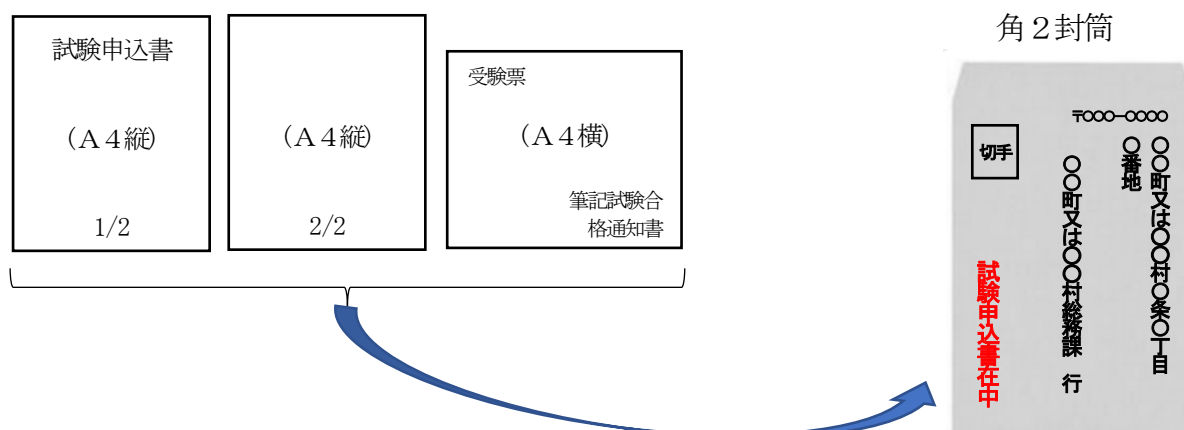 試験申込書
(A４縦)
1/2
(A４縦)
2/2
受験票
(A４横)
筆記試験合
格通知書
角２封筒
〒○○○-○○○○
○○町又は○○村○条○丁目
○番地
○○町又は○○村総務課　行
切手
試験申込書在中